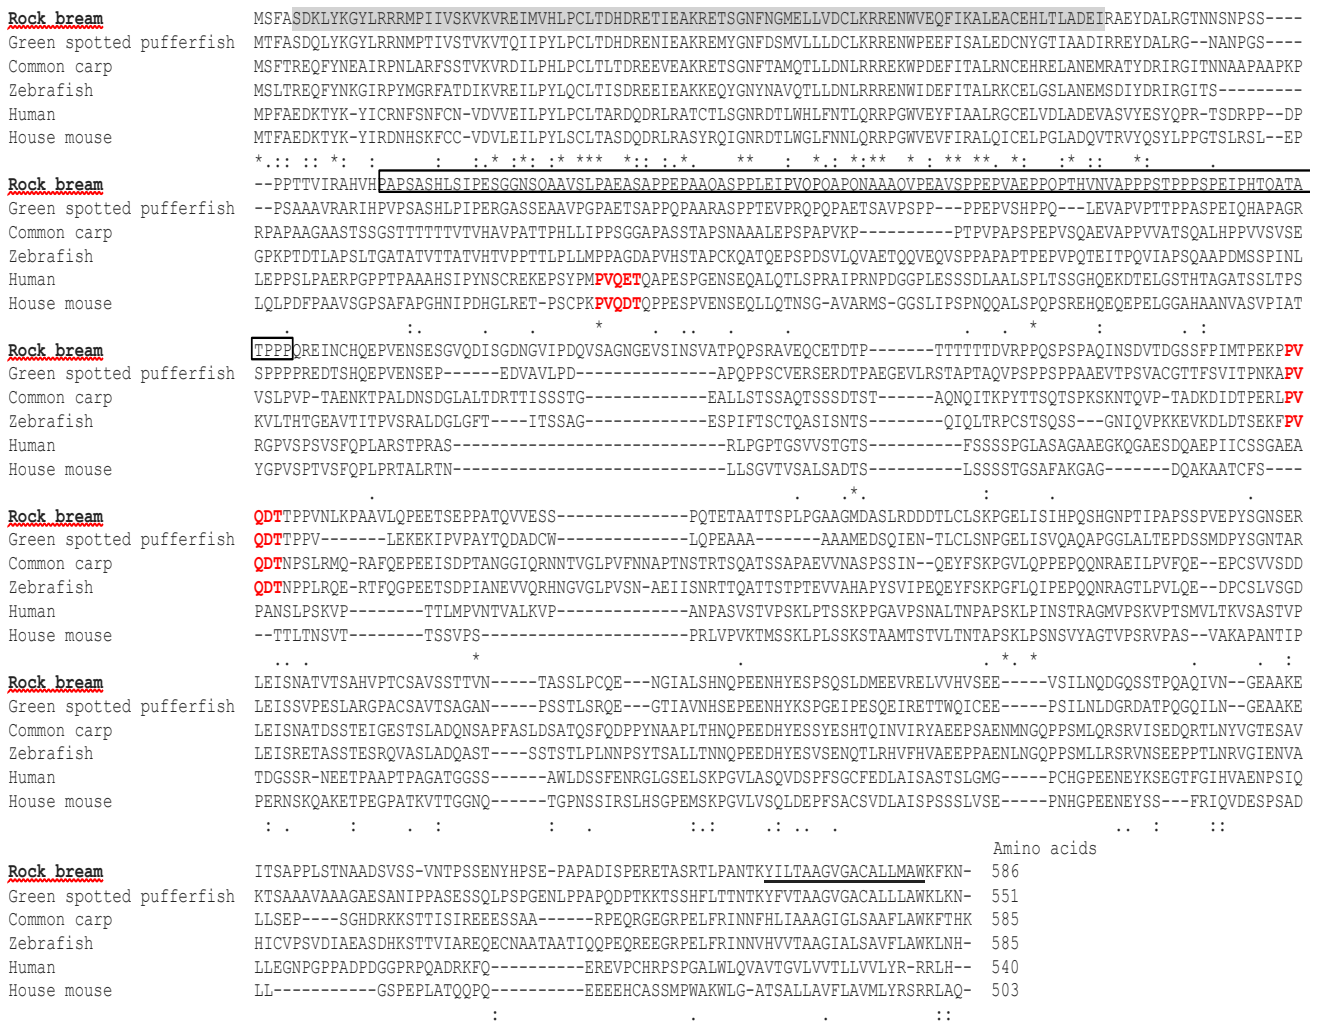 Rock bream MSFASDKLYKGYLRRRMPIIVSKVKVREIMVHLPCLTDHDRETIEAKRETSGNFNGMELLVDCLKRRENWVEQFIKALEACEHLTLADEIRAEYDALRGTNNSNPSS----
Green spotted pufferfish MTFASDQLYKGYLRRNMPTIVSTVKVTQIIPYLPCLTDHDRENIEAKREMYGNFDSMVLLLDCLKRRENWPEEFISALEDCNYGTIAADIRREYDALRG--NANPGS----
Common carp MSFTREQFYNEAIRPNLARFSSTVKVRDILPHLPCLTLTDREEVEAKRETSGNFTAMQTLLDNLRRREKWPDEFITALRNCEHRELANEMRATYDRIRGITNNAAPAAPKP
Zebrafish MSLTREQFYNKGIRPYMGRFATDIKVREILPYLQCLTISDREEIEAKKEQYGNYNAVQTLLDNLRRRENWIDEFITALRKCELGSLANEMSDIYDRIRGITS---------
Human MPFAEDKTYK-YICRNFSNFCN-VDVVEILPYLPCLTARDQDRLRATCTLSGNRDTLWHLFNTLQRRPGWVEYFIAALRGCELVDLADEVASVYESYQPR-TSDRPP--DP
House mouse MTFAEDKTYK-YIRDNHSKFCC-VDVLEILPYLSCLTASDQDRLRASYRQIGNRDTLWGLFNNLQRRPGWVEVFIRALQICELPGLADQVTRVYQSYLPPGTSLRSL--EP
*.:: :: *: : : :.* :*: :* *** *:: :.*. ** : *.: *:** * : ** **. *: : : *: .
Rock bream --PPTTVIRAHVHPAPSASHLSIPESGGNSQAAVSLPAEASAPPEPAAQASPPLEIPVQPQAPQNAAAQVPEAVSPPEPVAEPPQPTHVNVAPPPSTPPPSPEIPHTQATA
Green spotted pufferfish --PSAAAVRARIHPVPSASHLPIPERGASSEAAVPGPAETSAPPQPAARASPPTEVPRQPQPAETSAVPSPP---PPEPVSHPPQ---LEVAPVPTTPPASPEIQHAPAGR
Common carp RPAPAAGAASTSSGSTTTTTTVTVHAVPATTPHLLIPPSGGAPASSTAPSNAAALEPSPAPVKP----------PTPVPAPSPEPVSQAEVAPPVVATSQALHPPVVSVSE
Zebrafish GPKPTDTLAPSLTGATATVTTATVHTVPPTTLPLLMPPAGDAPVHSTAPCKQATQEPSPDSVLQVAETQQVEQVSPPAPAPTPEPVPQTEITPQVIAPSQAAPDMSSPINL
Human LEPPSLPAERPGPPTPAAAHSIPYNSCREKEPSYPMPVQETQAPESPGENSEQALQTLSPRAIPRNPDGGPLESSSDLAALSPLTSSGHQEKDTELGSTHTAGATSSLTPS
House mouse LQLPDFPAAVSGPSAFAPGHNIPDHGLRET-PSCPKPVQDTQPPESPVENSEQLLQTNSG-AVARMS-GGSLIPSPNQQALSPQPSREHQEQEPELGGAHAANVASVPIAT
. :. . . * . .. . . . * : . :
Rock bream TPPPQREINCHQEPVENSESGVQDISGDNGVIPDQVSAGNGEVSINSVATPQPSRAVEQCETDTP-------TTTTTTDVRPPQSPSPAQINSDVTDGSSFPIMTPEKPPV
Green spotted pufferfish SPPPPREDTSHQEPVENSEP------EDVAVLPD-------------APQPPSCVERSERDTPAEGEVLRSTAPTAQVPSPPSPPAAEVTPSVACGTTFSVITPNKAPV
Common carp VSLPVP-TAENKTPALDNSDGLALTDRTTISSSTG------------EALLSTSSAQTSSSDTST-------AQNQITKPYTTSQTSPKSKNTQVP-TADKDIDTPERLPV
Zebrafish KVLTHTGEAVTITPVSRALDGLGFT----ITSSAG------------ESPIFTSCTQASISNTS--------QIQLTRPCSTSQSS---GNIQVPKKEVKDLDTSEKFPV
Human RGPVSPSVSFQPLARSTPRAS--------------------------RLPGPTGSVVSTGTS----------FSSSSPGLASAGAAEGKQGAESDQAEPIICSSGAEA
House mouse YGPVSPTVSFQPLPRTALRTN--------------------------LLSGVTVSALSADTS----------LSSSSTGSAFAKGAG-------DQAKAATCFS----
. . .*. : . .
Rock bream QDTTPPVNLKPAAVLQPEETSEPPATQVVESS--------------PQTETAATTSPLPGAAGMDASLRDDDTLCLSKPGELISIHPQSHGNPTIPAPSSPVEPYSGNSER
Green spotted pufferfish QDTTPPV-------LEKEKIPVPAYTQDADCW--------------LQPEAAA-------AAAMEDSQIEN-TLCLSNPGELISVQAQAPGGLALTEPDSSMDPYSGNTAR
Common carp QDTNPSLRMQ-RAFQEPEEISDPTANGGIQRNNTVGLPVFNNAPTNSTRTSQATSSAPAEVVNASPSSIN--QEYFSKPGVLQPPEPQQNRAEILPVFQE--EPCSVVSDD
Zebrafish QDTNPPLRQE-RTFQGPEETSDPIANEVVQRHNGVGLPVSN-AEIISNRTTQATTSTPTEVVAHAPYSVIPEQEYFSKPGFLQIPEPQQNRAGTLPVLQE--DPCSLVSGD
Human PANSLPSKVP--------TTLMPVNTVALKVP--------------ANPASVSTVPSKLPTSSKPPGAVPSNALTNPAPSKLPINSTRAGMVPSKVPTSMVLTKVSASTVP
House mouse --TTLTNSVT--------TSSVPS----------------------PRLVPVKTMSSKLPLSSKSTAAMTSTVLTNTAPSKLPSNSVYAGTVPSRVPAS--VAKAPANTIP
.. . * . . *. * . . :
Rock bream LEISNATVTSAHVPTCSAVSSTTVN-----TASSLPCQE---NGIALSHNQPEENHYESPSQSLDMEEVRELVVHVSEE-----VSILNQDGQSSTPQAQIVN--GEAAKE
Green spotted pufferfish LEISSVPESLARGPACSAVTSAGAN-----PSSTLSRQE---GTIAVNHSEPEENHYKSPGEIPESQEIRETTWQICEE-----PSILNLDGRDATPQGQILN--GEAAKE
Common carp LEISNATDSSTEIGESTSLADQNSAPFASLDSATQSFQDPPYNAAPLTHNQPEEDHYESSYESHTQINVIRYAEEPSAENMNGQPPSMLQRSRVISEDQRTLNYVGTESAV
Zebrafish LEISRETASSTESRQVASLADQAST----SSTSTLPLNNPSYTSALLTNNQPEEDHYESVSENQTLRHVFHVAEEPPAENLNGQPPSMLLRSRVNSEEPPTLNRVGIENVA
Human TDGSSR-NEETPAAPTPAGATGGSS-----AWLDSSFENRGLGSELSKPGVLASQVDSPFSGCFEDLAISASTSLGMG-----PCHGPEENEYKSEGTFGIHVAENPSIQ
House mouse PERNSKQAKETPEGPATKVTTGGNQ-----TGPNSSIRSLHSGPEMSKPGVLVSQLDEPFSACSVDLAISPSSSLVSE-----PNHGPEENEYSS---FRIQVDESPSAD
: . : . : : . :.: .: .. . .. : ::
Amino acids
Rock bream ITSAPPLSTNAADSVSS-VNTPSSENYHPSE-PAPADISPERETASRTLPANTKYILTAAGVGACALLMAWKFKN- 586
Green spotted pufferfish KTSAAAVAAAGAESANIPPASESSQLPSPGENLPPAPQDPTKKTSSHFLTTNTKYFVTAAGVGACALLLAWKFKN- 551
Common carp LLSEP----SGHDRKKSTTISIREEESSAA---RPEQRGEGRPELFRINNFHLIAAAGIGLSAAFLAWKFTHK 585
Zebrafish HICVPSVDIAEASDHKSTTVIAREQECNAATAATIQQPEQREEGRPELFRINNVHVVTAAGIALSAVFLAWKLNH- 585
Human LLEGNPGPPADPDGGPRPQADRKFQ----------EREVPCHRPSPGALWLQVAVTGVLVVTLLVVLYR-RRLH-- 540
House mouse LL-----------GSPEPLATQQPQ----------EEEEHCASSMPWAKWLG-ATSALLAVFLAVMLYRSRRLAQ- 503
: . . ::